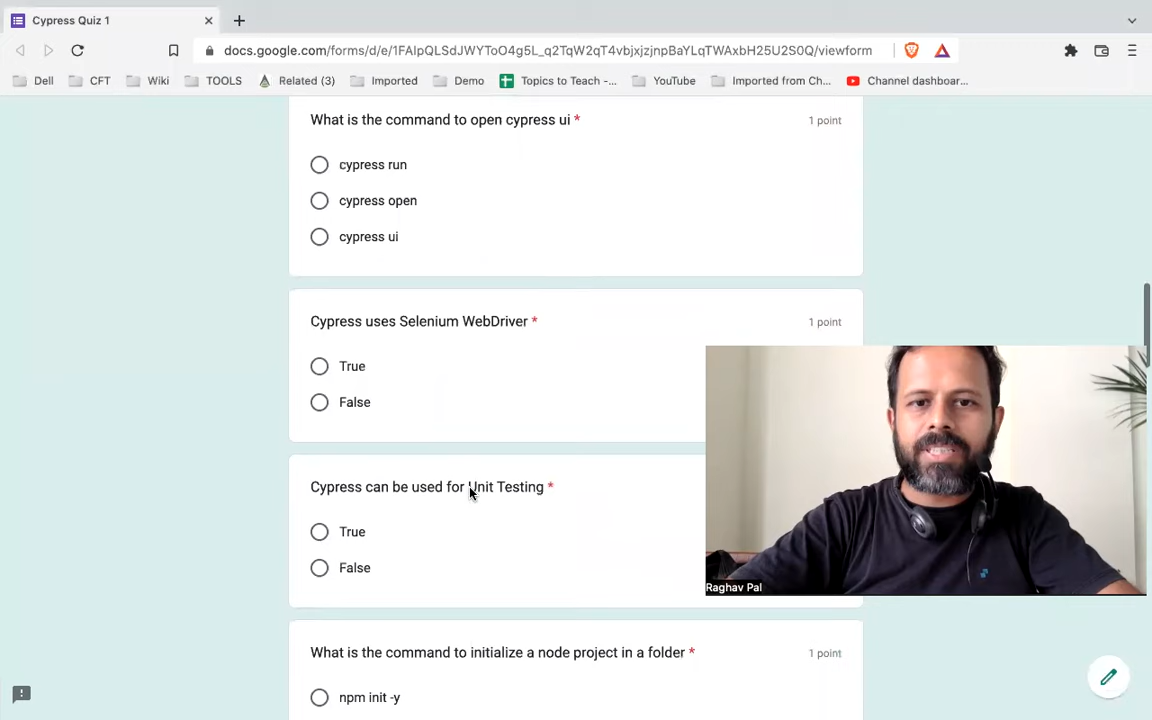 Cypress Quiz 1
docs.google.com/forms/d/e/1FAIpQLSdJWYToO4g5L_q2TqW2qT4vbjxjzjnpBaYLqTWAxbH25U2S0Q/viewform
Dell
CFT
Wiki
TOOLS
Related (3)
Imported
Demo
Topics to Teach -...
YouTube
Imported from Ch...
Channel dashboar...
What is the command to open cypress ui *
1 point
cypress run
cypress open
cypress ui
Cypress uses Selenium WebDriver *
1 point
True
False
Cypress can be used for Unit Testing *
True
False
Raghav Pal
What is the command to initialize a node project in a folder *
1 point
npm init -y